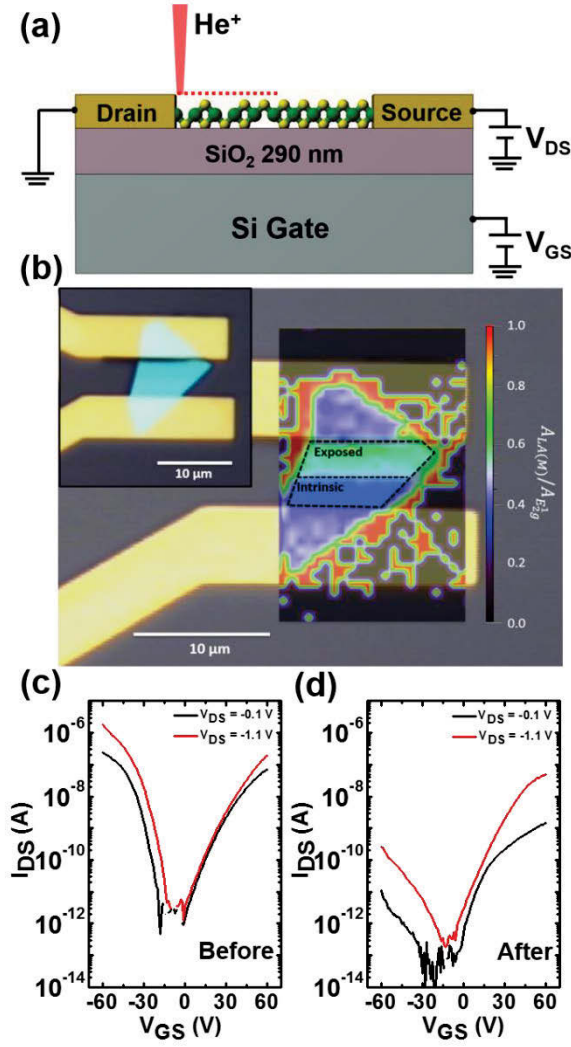 (a)
He⁺
Drain
Source
SiO₂ 290 nm
V_DS
Si Gate
V_GS
(b)
10 μm
Exposed
Intrinsic
10 μm
1.0
0.8
0.6
0.4
0.2
0.0
A_LA(M)/A_E¹₂g
(c)
V_DS = -0.1 V
V_DS = -1.1 V
10⁻⁶
10⁻⁸
10⁻¹⁰
10⁻¹²
10⁻¹⁴
I_DS (A)
Before
-60 -30 0 30 60
V_GS (V)
(d)
V_DS = -0.1 V
V_DS = -1.1 V
10⁻⁶
10⁻⁸
10⁻¹⁰
10⁻¹²
10⁻¹⁴
I_DS (A)
After
-60 -30 0 30 60
V_GS (V)